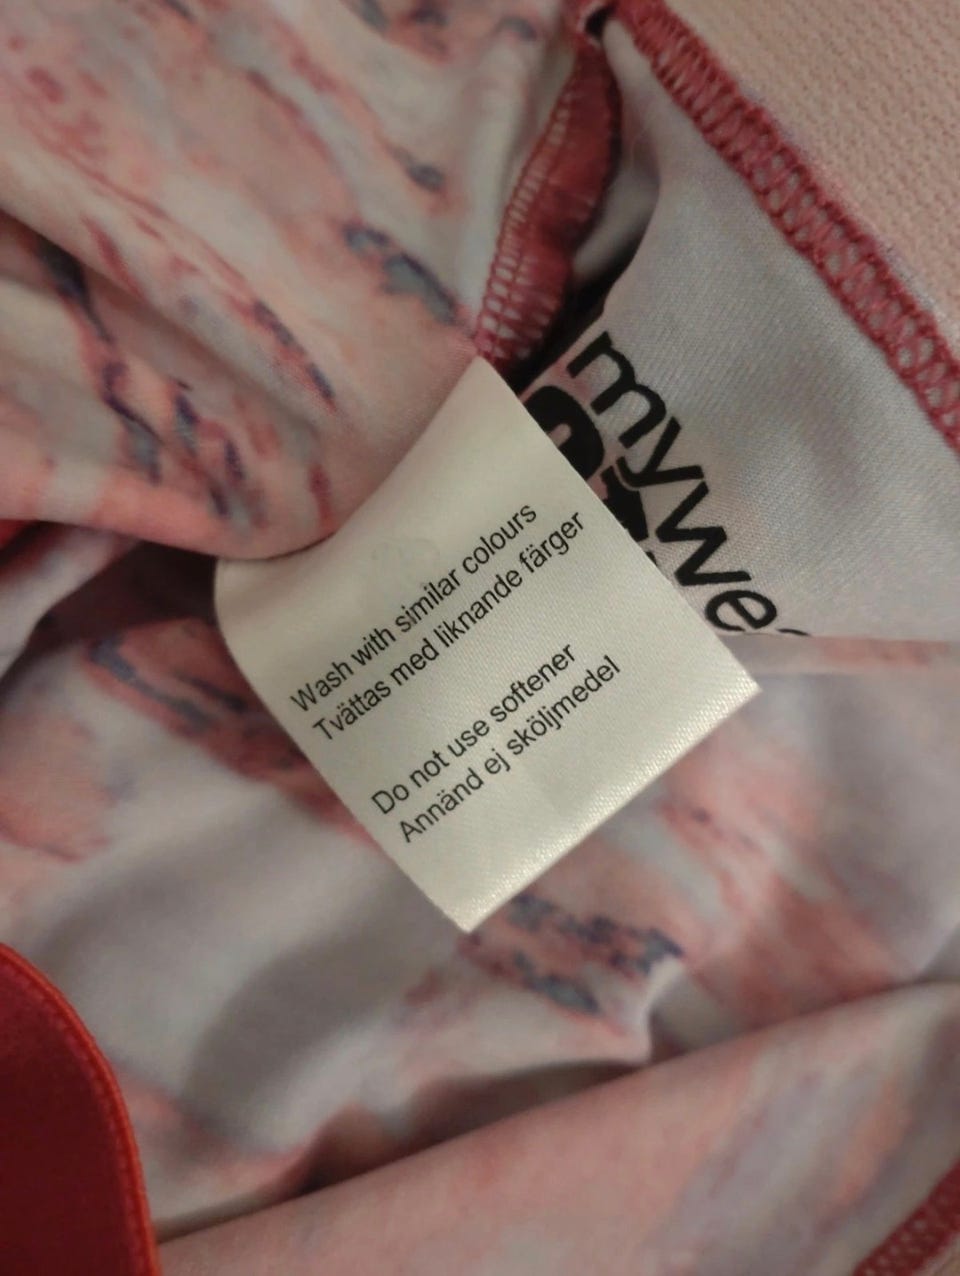 Wash with similar colours
Tvättas med liknande färger
Do not use softener
Annänd ej sköljmedel